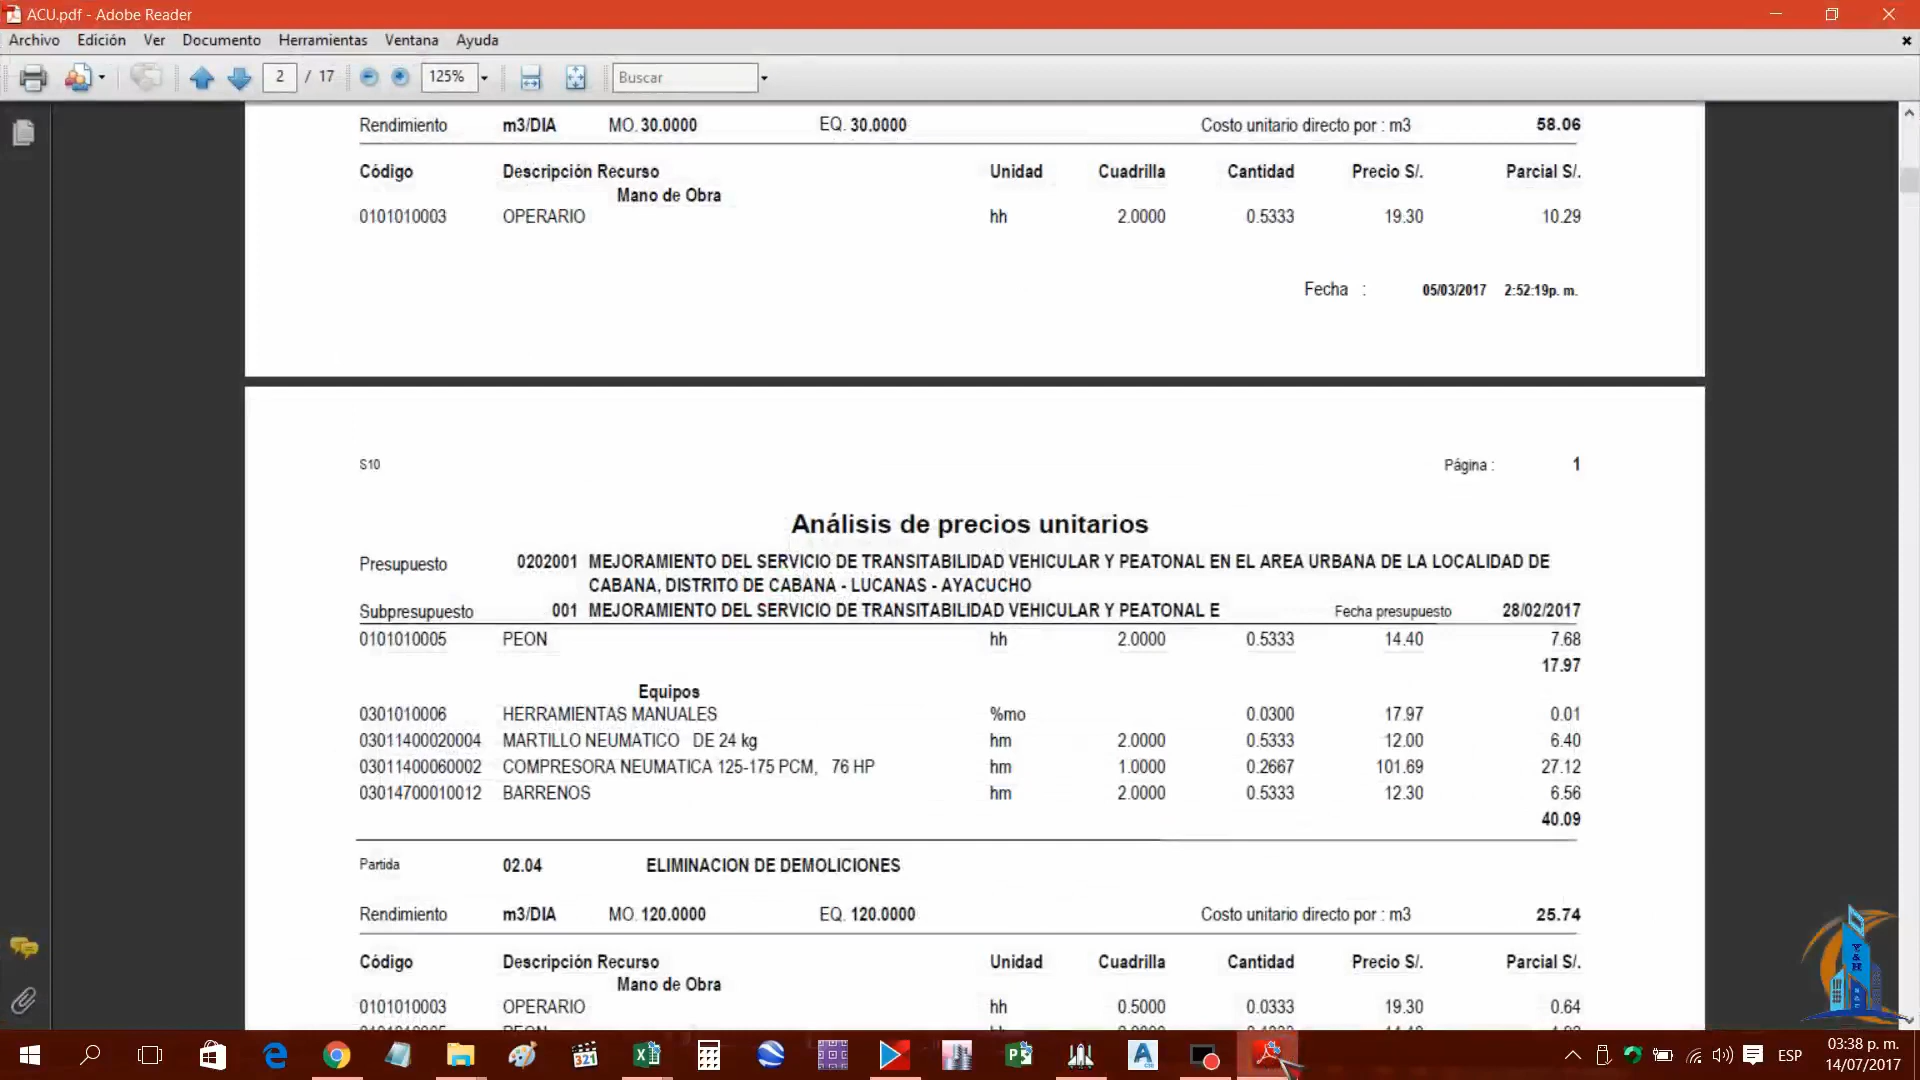 ACU.pdf - Adobe Reader
Archivo Edición Ver Documento Herramientas Ventana Ayuda
2 / 17 125% Buscar
Rendimiento m3/DIA MO. 30.0000 EQ. 30.0000 Costo unitario directo por : m3 58.06
Código Descripción Recurso Unidad Cuadrilla Cantidad Precio S/. Parcial S/.
Mano de Obra
0101010003 OPERARIO hh 2.0000 0.5333 19.30 10.29
Fecha : 05/03/2017 2:52:19p. m.
S10 Página : 1
Análisis de precios unitarios
Presupuesto 0202001 MEJORAMIENTO DEL SERVICIO DE TRANSITABILIDAD VEHICULAR Y PEATONAL EN EL AREA URBANA DE LA LOCALIDAD DE
CABANA, DISTRITO DE CABANA - LUCANAS - AYACUCHO
Subpresupuesto 001 MEJORAMIENTO DEL SERVICIO DE TRANSITABILIDAD VEHICULAR Y PEATONAL E Fecha presupuesto 28/02/2017
0101010005 PEON hh 2.0000 0.5333 14.40 7.68
17.97
Equipos
0301010006 HERRAMIENTAS MANUALES %mo 0.0300 17.97 0.01
03011400020004 MARTILLO NEUMATICO DE 24 kg hm 2.0000 0.5333 12.00 6.40
03011400060002 COMPRESORA NEUMATICA 125-175 PCM, 76 HP hm 1.0000 0.2667 101.69 27.12
03014700010012 BARRENOS hm 2.0000 0.5333 12.30 6.56
40.09
Partida 02.04 ELIMINACION DE DEMOLICIONES
Rendimiento m3/DIA MO. 120.0000 EQ. 120.0000 Costo unitario directo por : m3 25.74
Código Descripción Recurso Unidad Cuadrilla Cantidad Precio S/. Parcial S/.
Mano de Obra
0101010003 OPERARIO hh 0.5000 0.0333 19.30 0.64
ESP 03:38 p. m.
14/07/2017